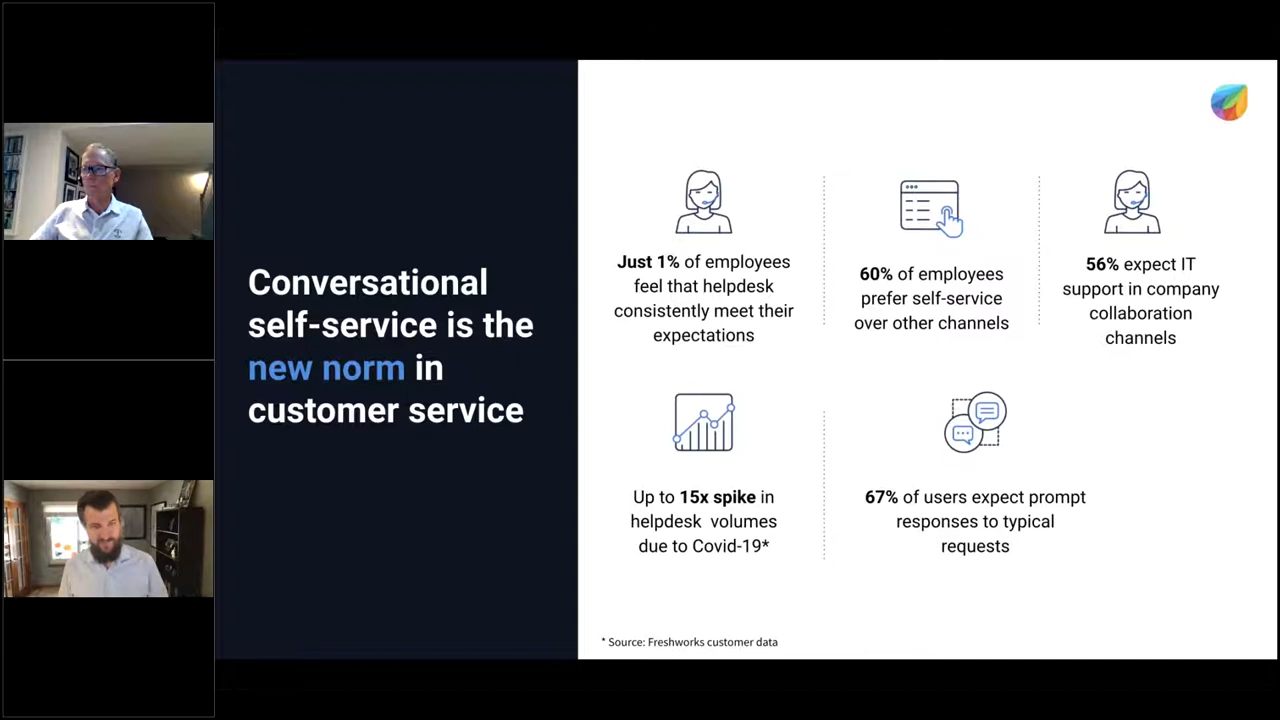 Conversational
self-service is the
new norm in
customer service
Just 1% of employees
feel that helpdesk
consistently meet their
expectations
60% of employees
prefer self-service
over other channels
56% expect IT
support in company
collaboration
channels
Up to 15x spike in
helpdesk volumes
due to Covid-19*
67% of users expect prompt
responses to typical
requests
* Source: Freshworks customer data